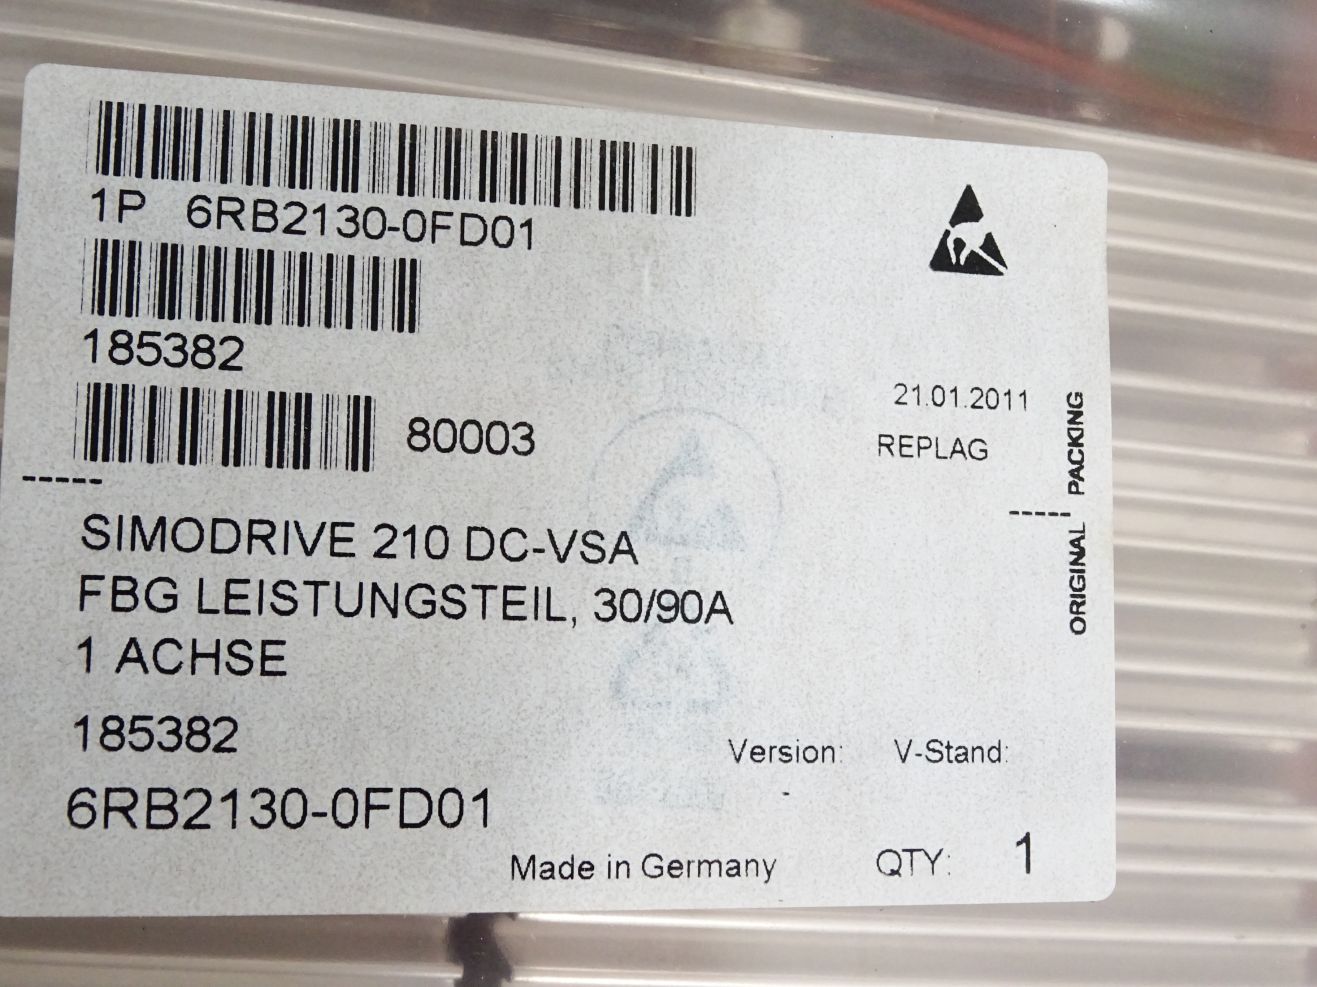 1P 6RB2130-0FD01
185382
80003
21.01.2011
REPLAG
ORIGINAL PACKING
SIMODRIVE 210 DC-VSA
FBG LEISTUNGSTEIL, 30/90A
1 ACHSE
185382
Version: V-Stand:
-
6RB2130-0FD01
Made in Germany QTY: 1